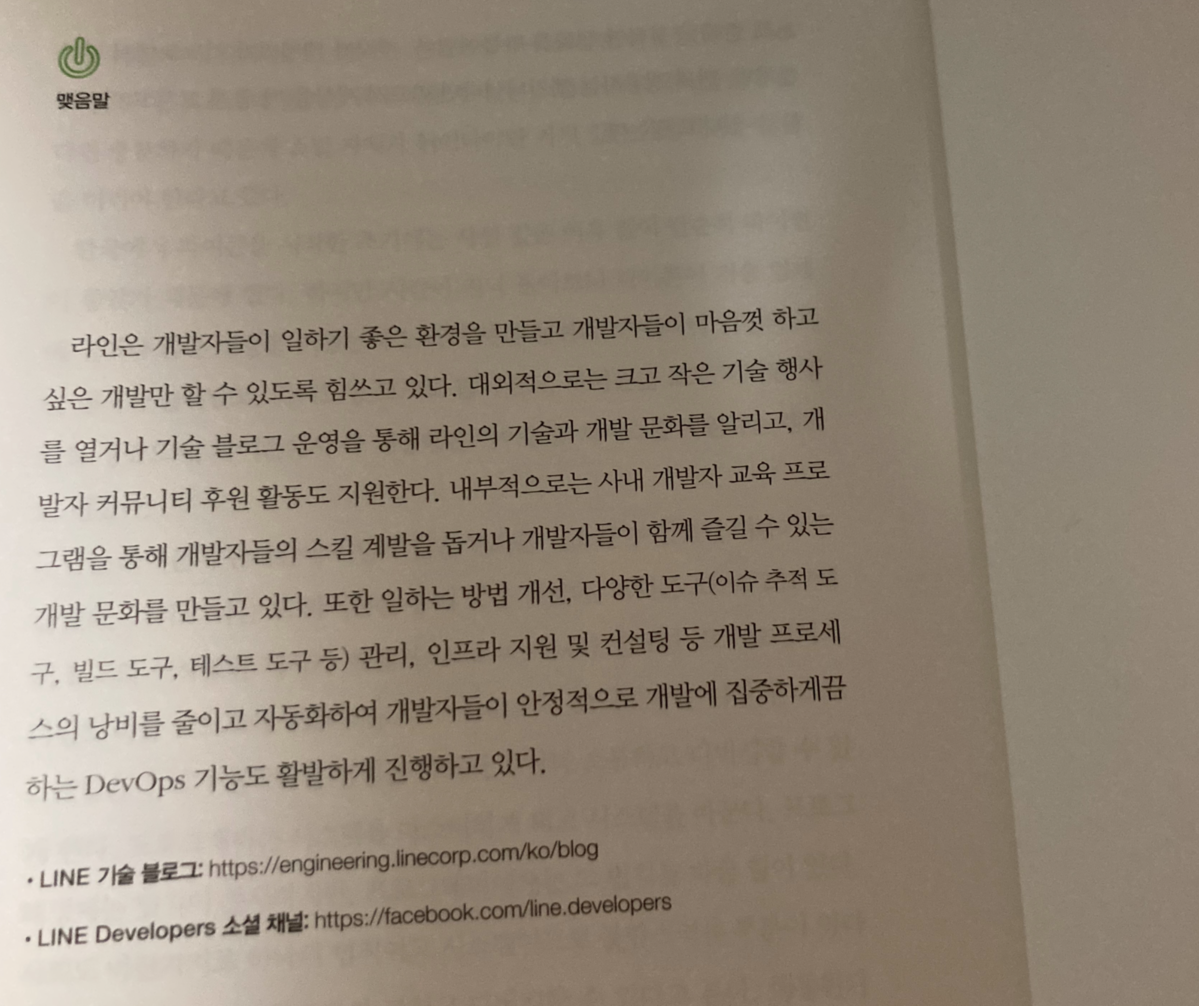 맺음말
라인은 개발자들이 일하기 좋은 환경을 만들고 개발자들이 마음껏 하고
싶은 개발만 할 수 있도록 힘쓰고 있다. 대외적으로는 크고 작은 기술 행사
를 열거나 기술 블로그 운영을 통해 라인의 기술과 개발 문화를 알리고, 개
발자 커뮤니티 후원 활동도 지원한다. 내부적으로는 사내 개발자 교육 프로
그램을 통해 개발자들의 스킬 계발을 돕거나 개발자들이 함께 즐길 수 있는
개발 문화를 만들고 있다. 또한 일하는 방법 개선, 다양한 도구(이슈 추적 도
구, 빌드 도구, 테스트 도구 등) 관리, 인프라 지원 및 컨설팅 등 개발 프로세
스의 낭비를 줄이고 자동화하여 개발자들이 안정적으로 개발에 집중하게끔
하는 DevOps 기능도 활발하게 진행하고 있다.
• LINE 기술 블로그: https://engineering.linecorp.com/ko/blog
• LINE Developers 소셜 채널: https://facebook.com/line.developers